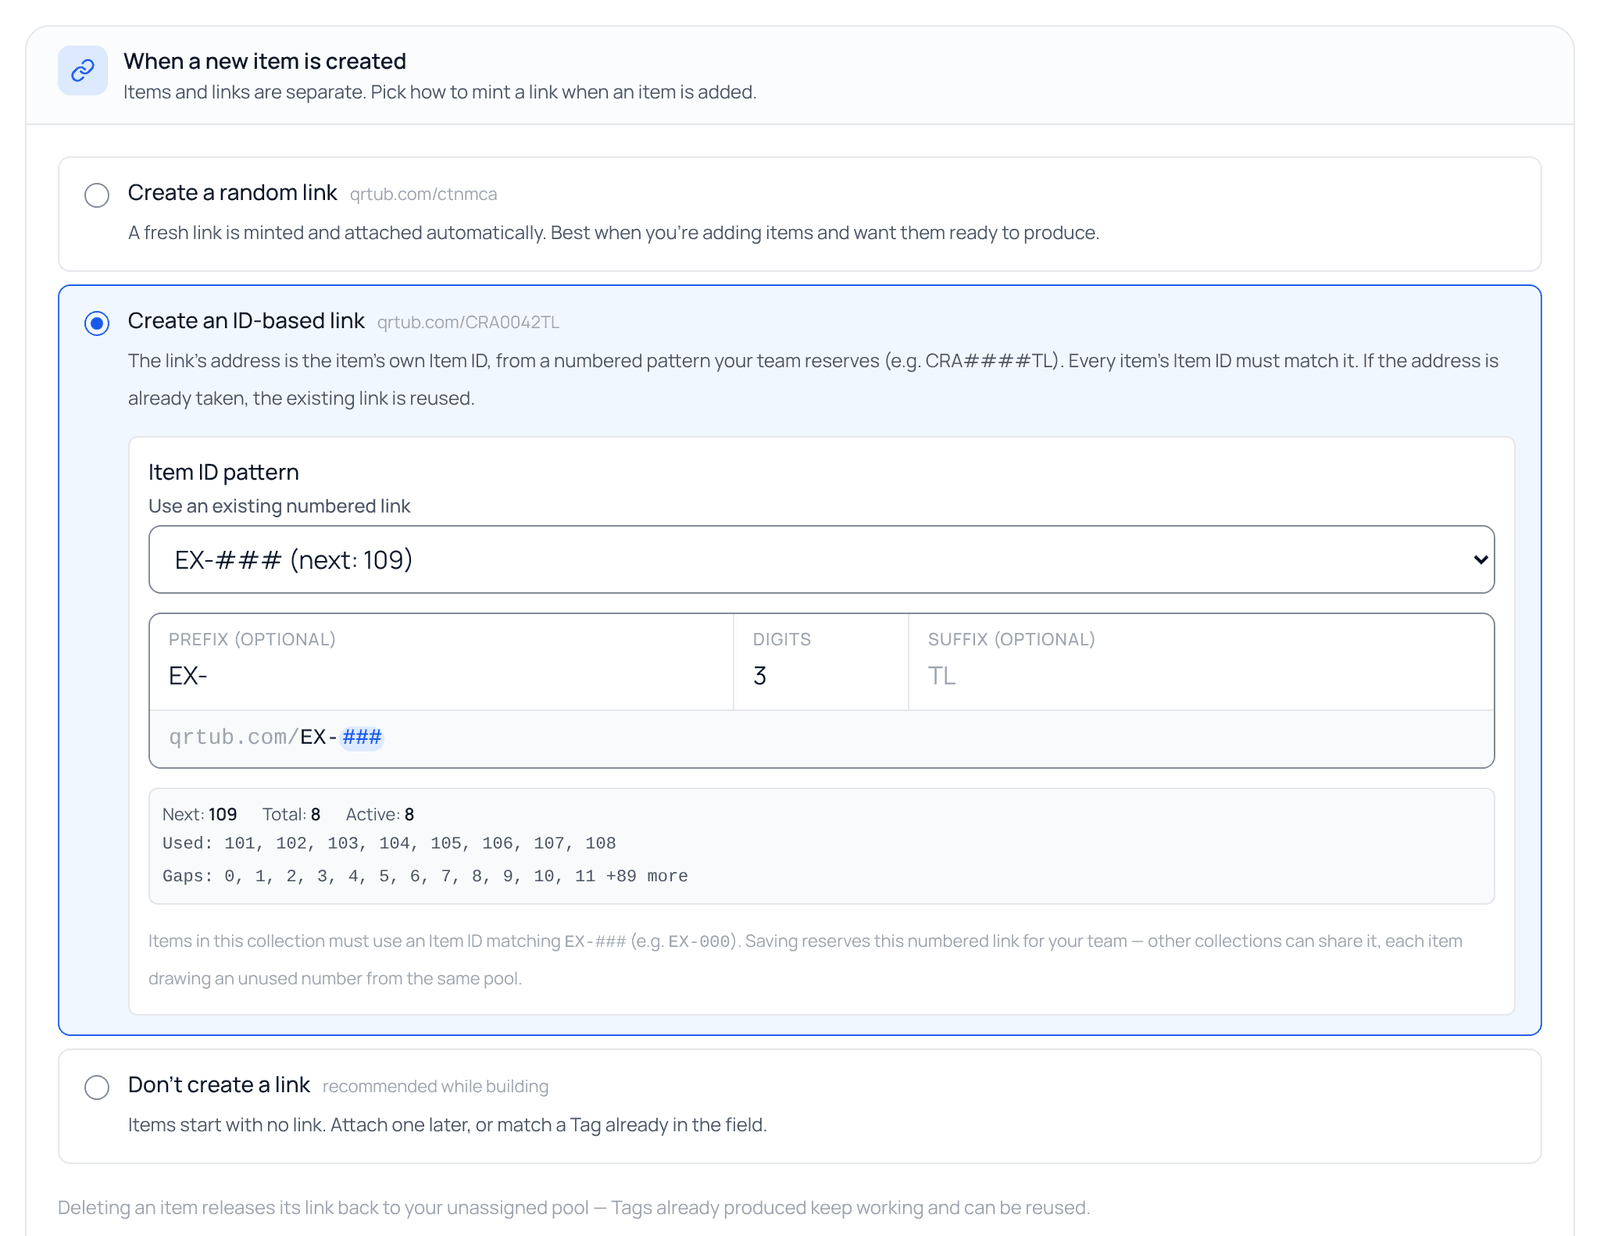 When a new item is created
Items and links are separate. Pick how to mint a link when an item is added.
Create a random link qrtub.com/ctnmca
A fresh link is minted and attached automatically. Best when you're adding items and want them ready to produce.
Create an ID-based link qrtub.com/CRA0042TL
The link's address is the item's own Item ID, from a numbered pattern your team reserves (e.g. CRA####TL). Every item's Item ID must match it. If the address is
already taken, the existing link is reused.
Item ID pattern
Use an existing numbered link
EX-### (next: 109)
PREFIX (OPTIONAL) DIGITS SUFFIX (OPTIONAL)
EX- 3 TL
qrtub.com/EX-###
Next: 109 Total: 8 Active: 8
Used: 101, 102, 103, 104, 105, 106, 107, 108
Gaps: 0, 1, 2, 3, 4, 5, 6, 7, 8, 9, 10, 11 +89 more
Items in this collection must use an Item ID matching EX-### (e.g. EX-000). Saving reserves this numbered link for your team — other collections can share it, each item
drawing an unused number from the same pool.
Don't create a link recommended while building
Items start with no link. Attach one later, or match a Tag already in the field.
Deleting an item releases its link back to your unassigned pool — Tags already produced keep working and can be reused.